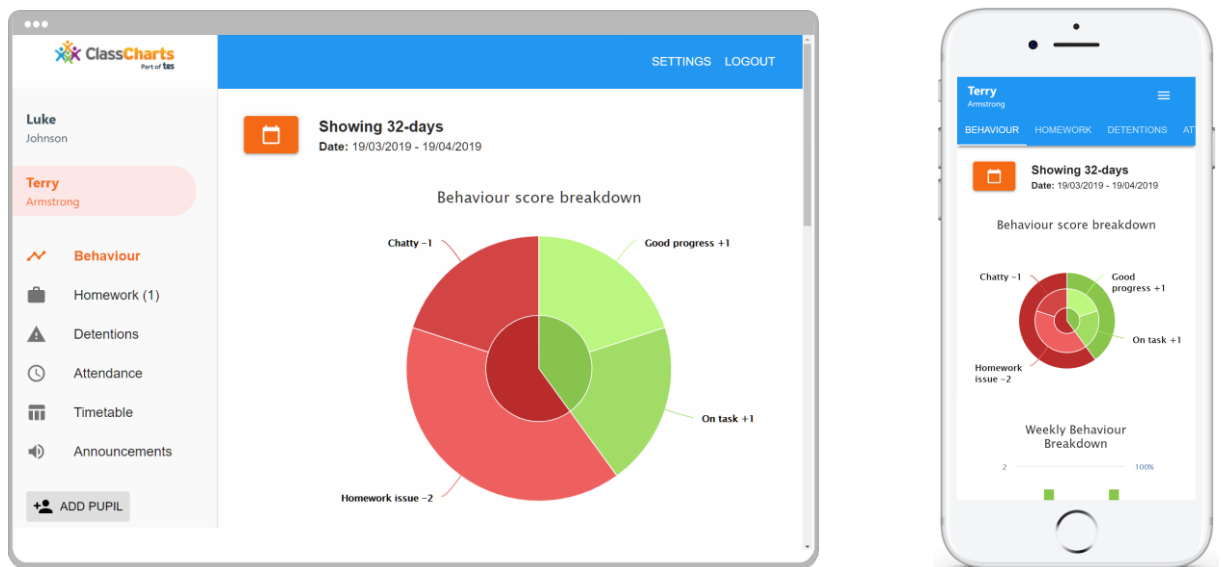 ClassCharts
Part of tes
SETTINGS LOGOUT
Luke
Johnson
Terry
Armstrong
Behaviour
Homework (1)
Detentions
Attendance
Timetable
Announcements
ADD PUPIL
Showing 32-days
Date: 19/03/2019 - 19/04/2019
Behaviour score breakdown
Chatty -1
Good progress +1
On task +1
Homework issue -2
Terry
Armstrong
BEHAVIOUR HOMEWORK DETENTIONS AT
Showing 32-days
Date: 19/03/2019 - 19/04/2019
Behaviour score breakdown
Chatty -1
Good
progress +1
On task +1
Homework
issue -2
Weekly Behaviour
Breakdown
2 100%